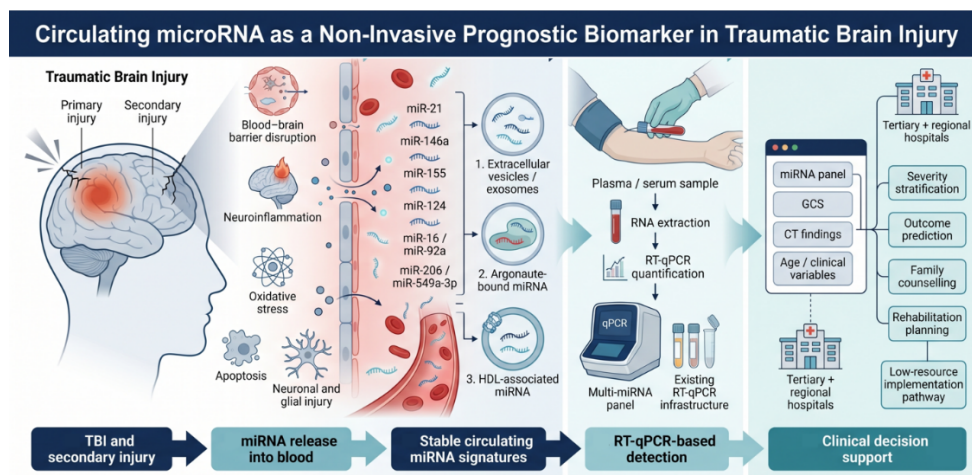 Circulating microRNA as a Non-Invasive Prognostic Biomarker in Traumatic Brain Injury
Traumatic Brain Injury
Primary
injury
Secondary
injury
Blood–brain
barrier disruption
Neuroinflammation
Oxidative
stress
Apoptosis
Neuronal and
glial injury
miR-21
miR-146a
miR-155
miR-124
miR-16 /
miR-92a
miR-206 /
miR-549a-3p
1. Extracellular
vesicles /
exosomes
2. Argonaute-
bound miRNA
3. HDL-associated
miRNA
Plasma / serum sample
RNA extraction
RT-qPCR
quantification
qPCR
Multi-miRNA
panel
Existing
RT-qPCR
infrastructure
miRNA panel
GCS
CT findings
Age / clinical
variables
Tertiary +
regional
hospitals
Tertiary + regional
hospitals
Severity
stratification
Outcome
prediction
Family
counselling
Rehabilitation
planning
Low-resource
implementation
pathway
TBI and
secondary injury
miRNA release
into blood
Stable circulating
miRNA signatures
RT-qPCR-based
detection
Clinical decision
support